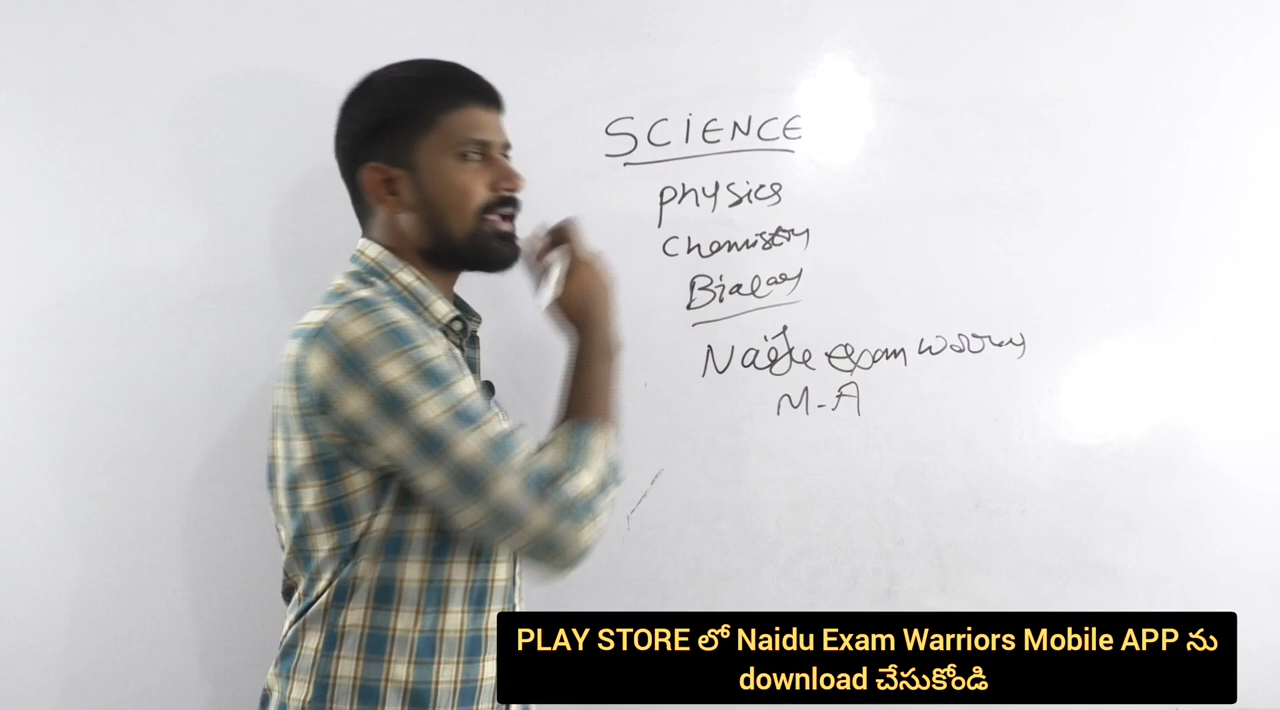 SCIENCE
Physics
Chemistry
Biology
Naidu Exam Warriors
M-A
PLAY STORE లో Naidu Exam Warriors Mobile APP ను
download చేసుకోండి